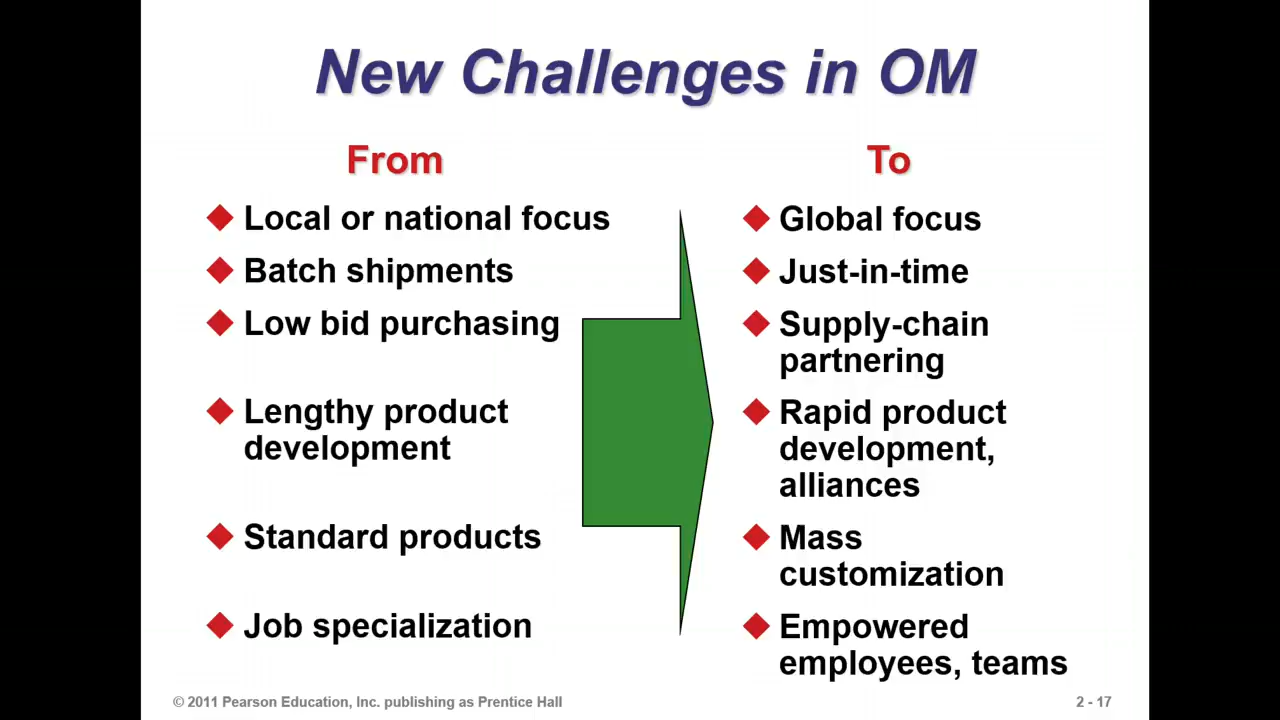 New Challenges in OM
From
Local or national focus
Batch shipments
Low bid purchasing
Lengthy product
development
Standard products
Job specialization
To
Global focus
Just-in-time
Supply-chain
partnering
Rapid product
development,
alliances
Mass
customization
Empowered
employees, teams
© 2011 Pearson Education, Inc. publishing as Prentice Hall
2 - 17